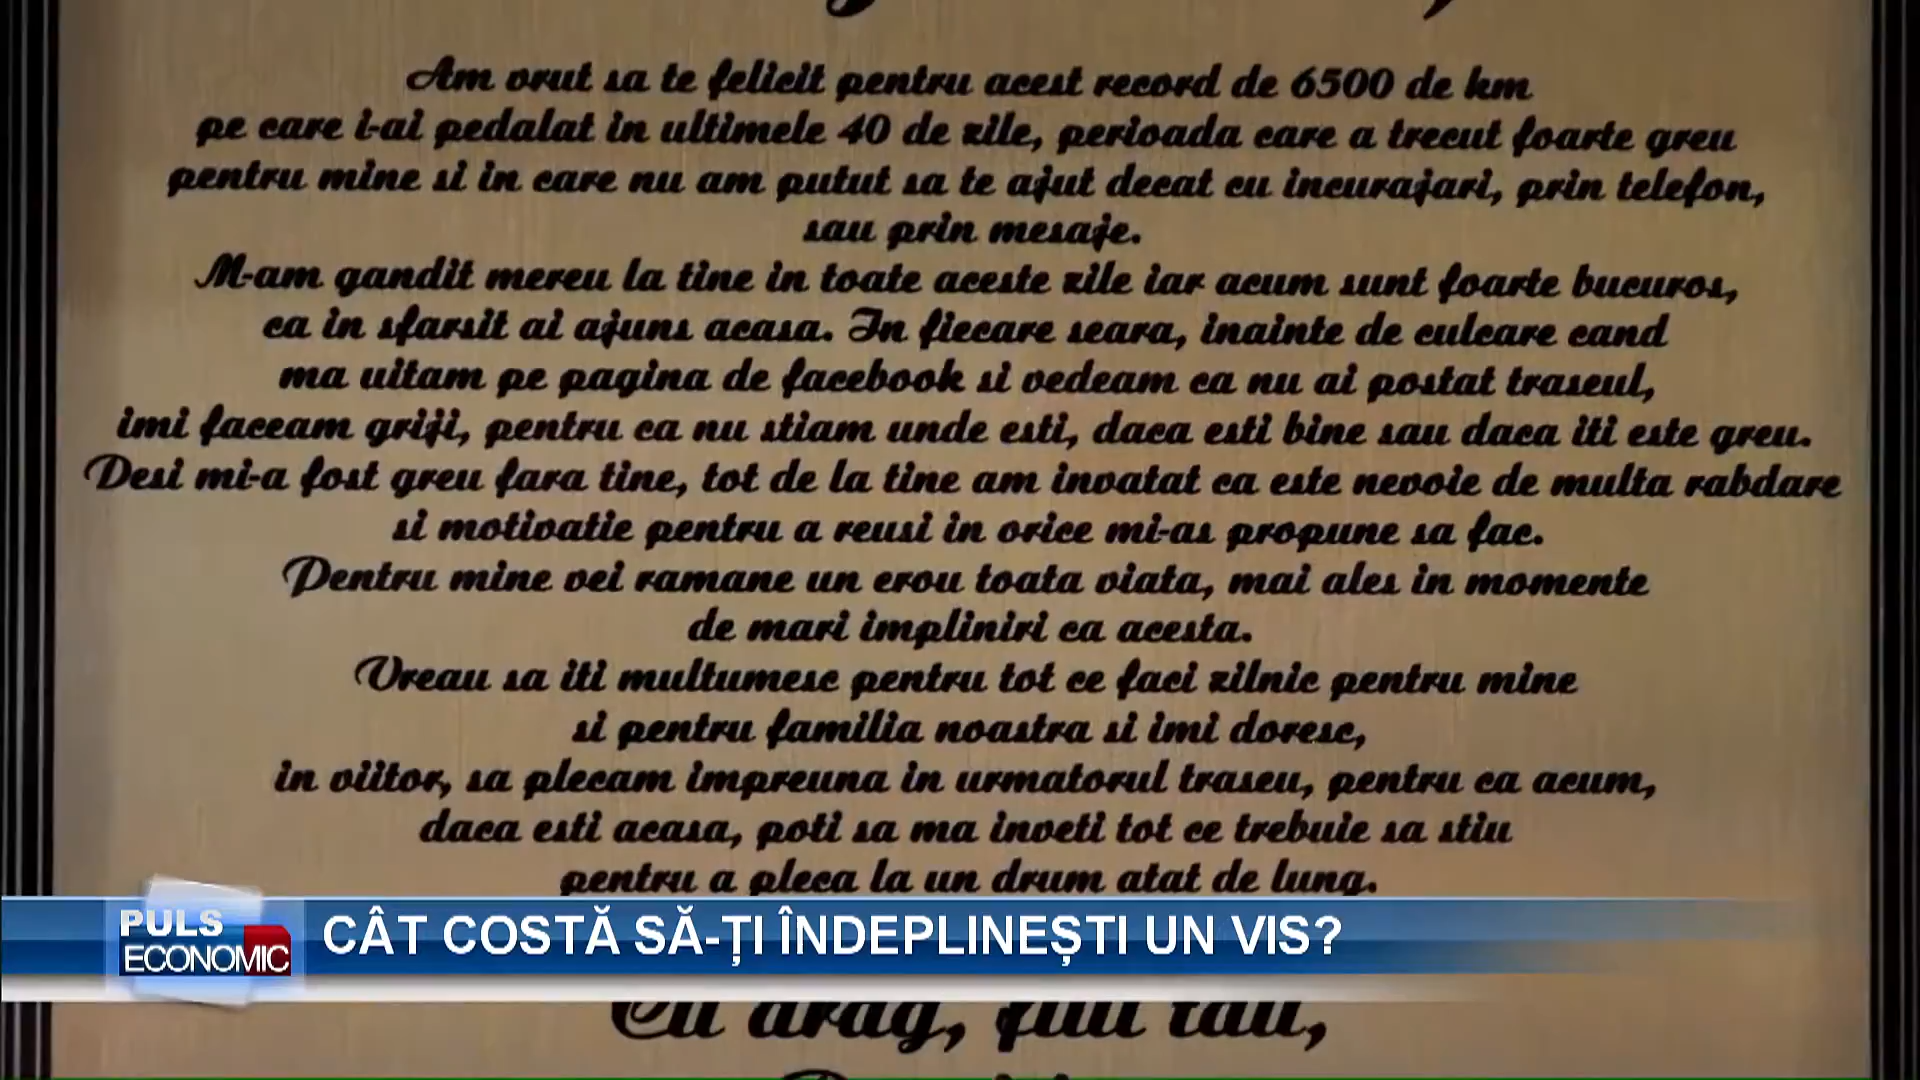 Am vrut sa te felicit pentru acest record de 6500 de km
pe care i-ai pedalat in ultimele 40 de zile, perioada care a trecut foarte greu
pentru mine si in care nu am putut sa te ajut decat cu incurajari, prin telefon,
sau prin mesaje.
M-am gandit mereu la tine in toate aceste zile iar acum sunt foarte bucuros,
ca in sfarsit ai ajuns acasa. In fiecare seara, inainte de culcare cand
ma uitam pe pagina de facebook si vedeam ca nu ai postat traseul,
imi faceam griji, pentru ca nu stiam unde esti, daca esti bine sau daca iti este greu.
Desi mi-a fost greu fara tine, tot de la tine am invatat ca este nevoie de multa rabdare
si motivatie pentru a reusi in orice mi-as propune sa fac.
Pentru mine vei ramane un erou toata viata, mai ales in momente
de mari impliniri ca acesta.
Vreau sa iti multumesc pentru tot ce faci zilnic pentru mine
si pentru familia noastra si imi doresc,
in viitor, sa plecam impreuna in urmatorul traseu, pentru ca acum,
daca esti acasa, poti sa ma inveti tot ce trebuie sa stiu
pentru a pleca la un drum atat de lung.
PULS
ECONOMIC
CÂT COSTĂ SĂ-ȚI ÎNDEPLINEȘTI UN VIS?
Cu drag, fiul tau,